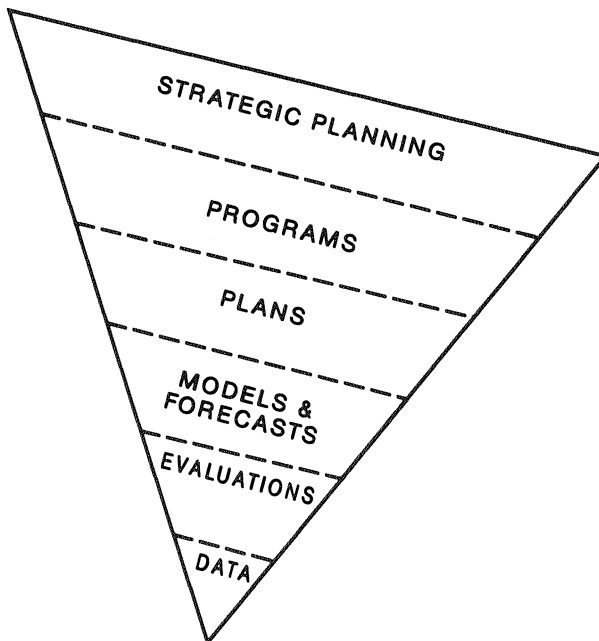 STRATEGIC PLANNING
PROGRAMS
PLANS
MODELS &
FORECASTS
EVALUATIONS
DATA